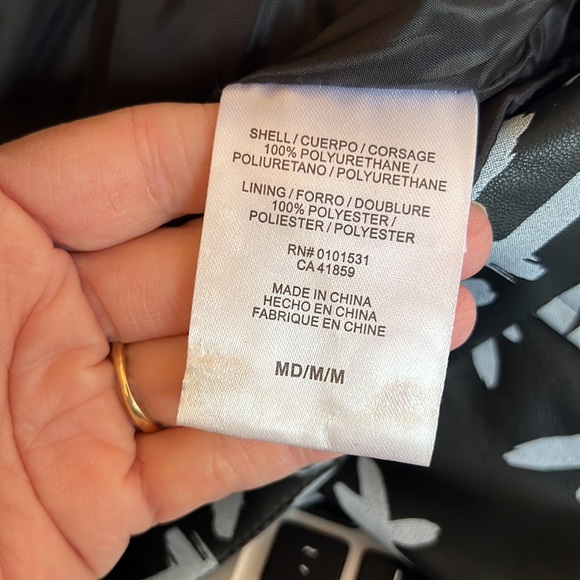 SHELL / CUERPO / CORSAGE
100% POLYURETHANE /
POLIURETANO / POLYURETHANE
LINING / FORRO / DOUBLURE
100% POLYESTER /
POLIESTER / POLYESTER
RN# 0101531
CA 41859
MADE IN CHINA
HECHO EN CHINA
FABRIQUE EN CHINE
MD/M/M